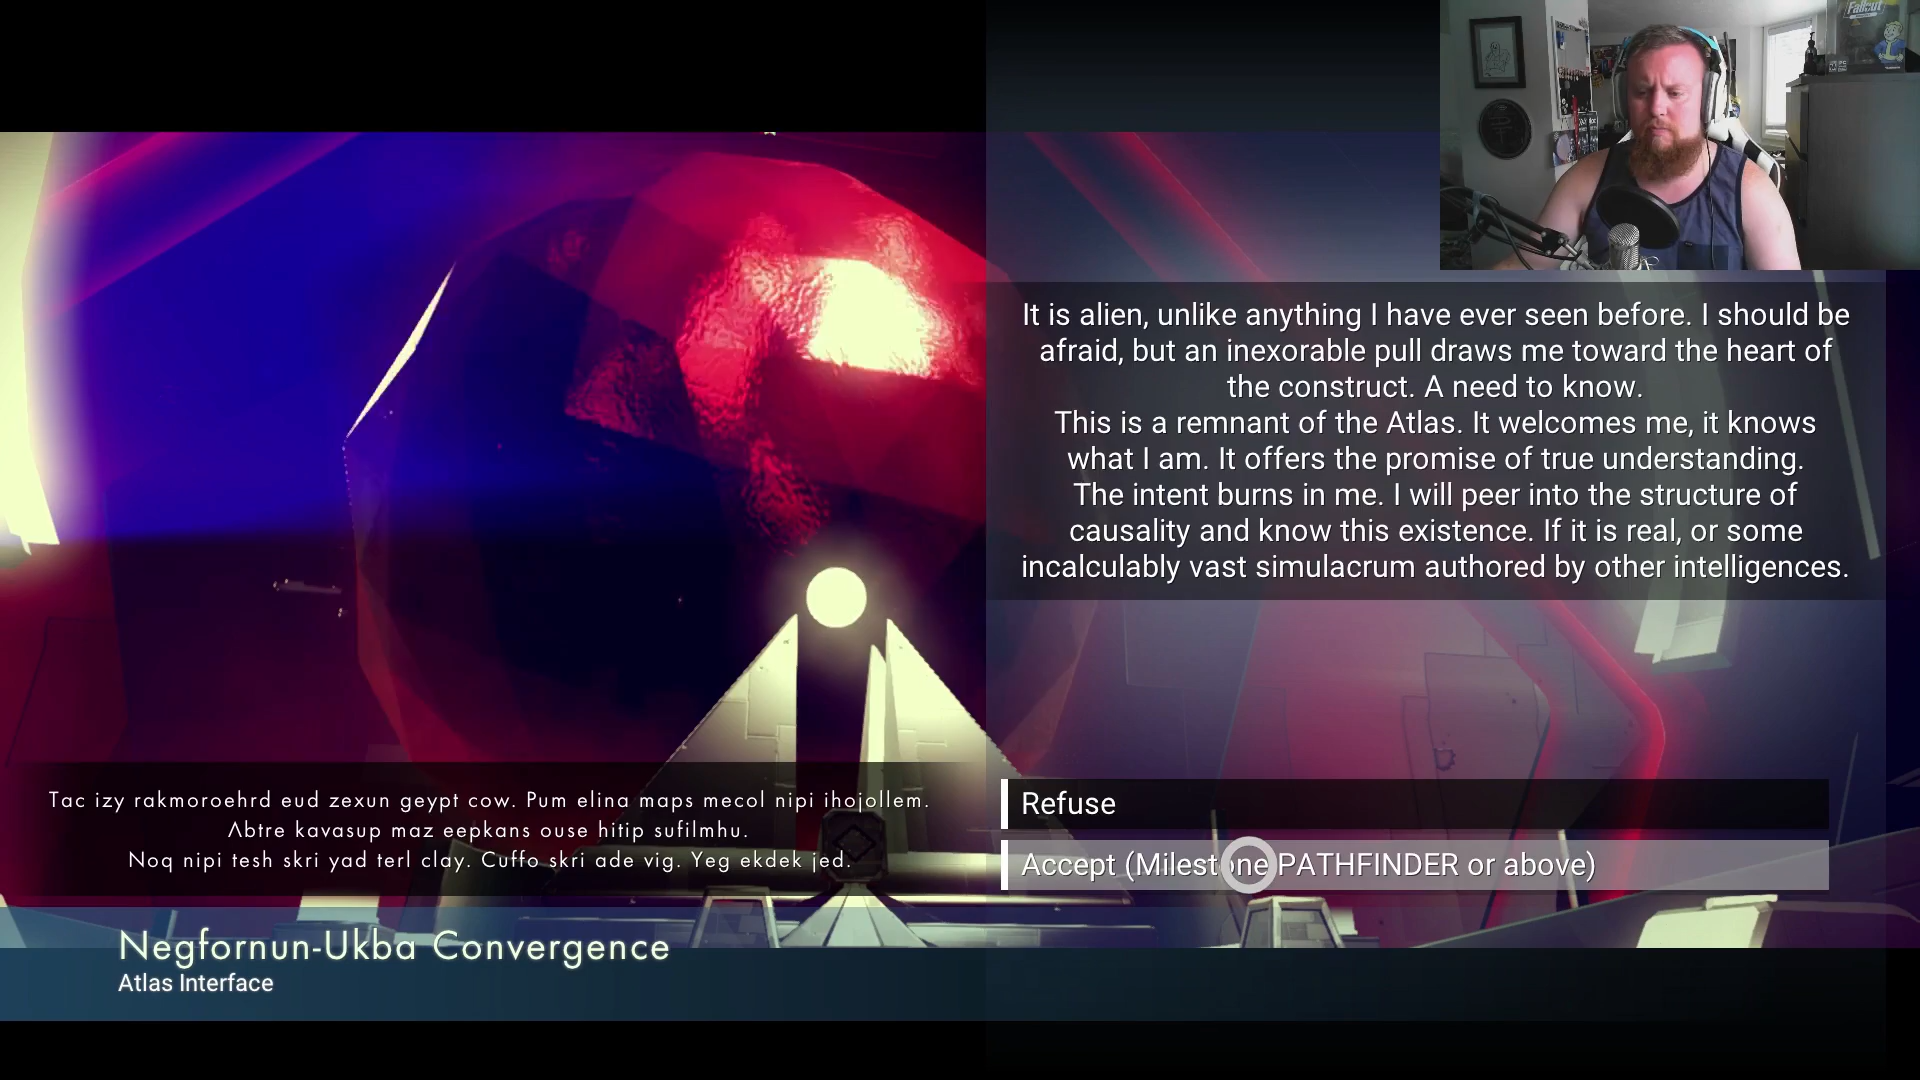 Fallout
It is alien, unlike anything I have ever seen before. I should be
afraid, but an inexorable pull draws me toward the heart of
the construct. A need to know.
This is a remnant of the Atlas. It welcomes me, it knows
what I am. It offers the promise of true understanding.
The intent burns in me. I will peer into the structure of
causality and know this existence. If it is real, or some
incalculably vast simulacrum authored by other intelligences.
Tac izy rakmoroehrd eud zexun geypt cow. Pum elina maps mecol nipi ihojollem.
Abtre kavasup maz eepkans ouse hitip sufilmhu.
Noq nipi tesh skri yad terl clay. Cuffo skri ade vig. Yeg ekdek jed.
Refuse
Accept (Milestone PATHFINDER or above)
Negfornun-Ukba Convergence
Atlas Interface